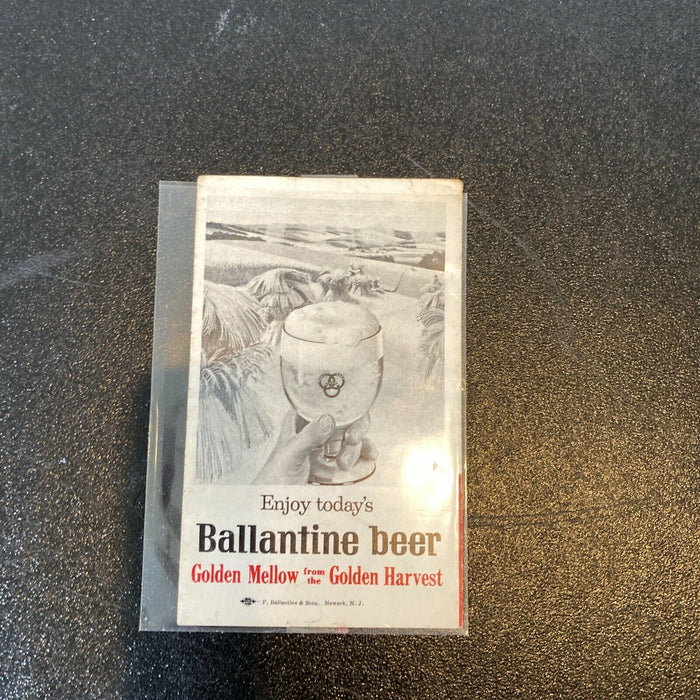 Enjoy today's
Ballantine beer
Golden Mellow from the Golden Harvest
P. Ballantine & Sons, Newark, N. J.